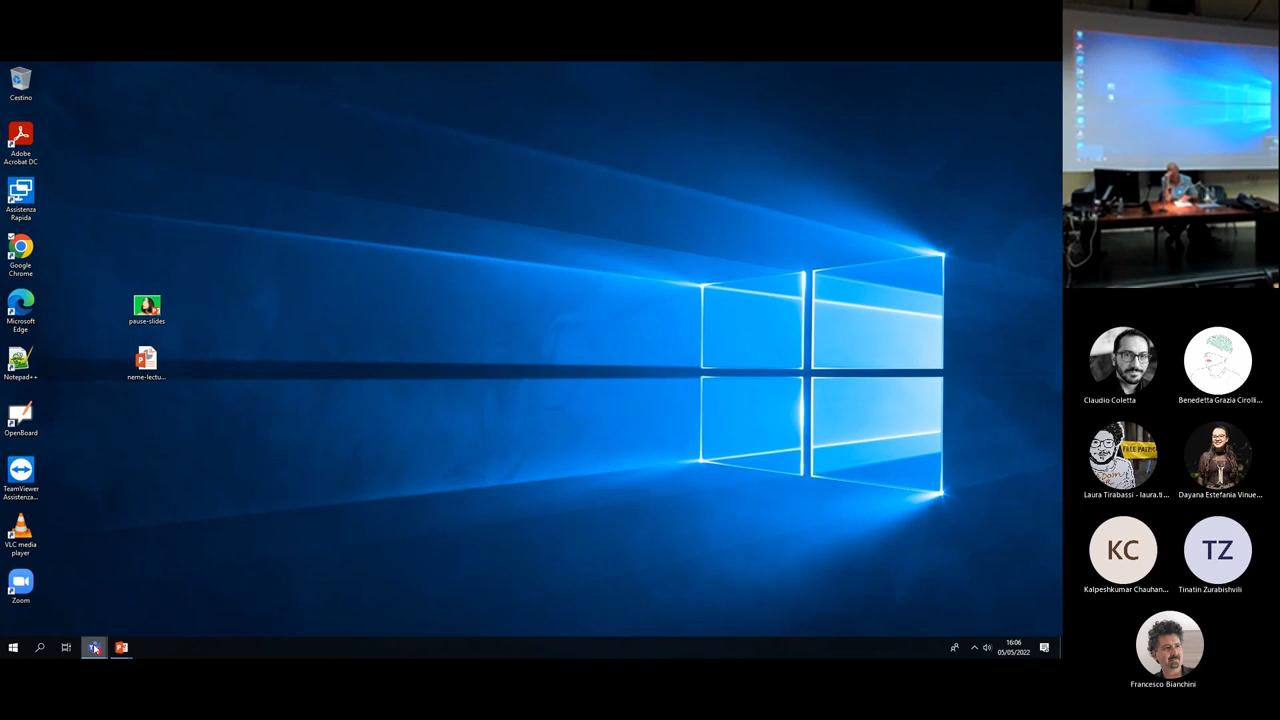 Cestino
Adobe
Acrobat DC
Assistenza
Rapida
Google
Chrome
Microsoft
Edge
Notepad++
OpenBoard
TeamViewer
Assistenza...
VLC media
player
Zoom
pause-slides
neme-lectu...
16:06
05/05/2022
Claudio Coletta
Benedetta Grazia Cirolli...
FREE PATRIC
Laura Tirabassi - laura.ti...
Dayana Estefania Vinue...
KC
TZ
Kalpeshkumar Chauhan...
Tinatin Zurabishvili
Francesco Bianchini